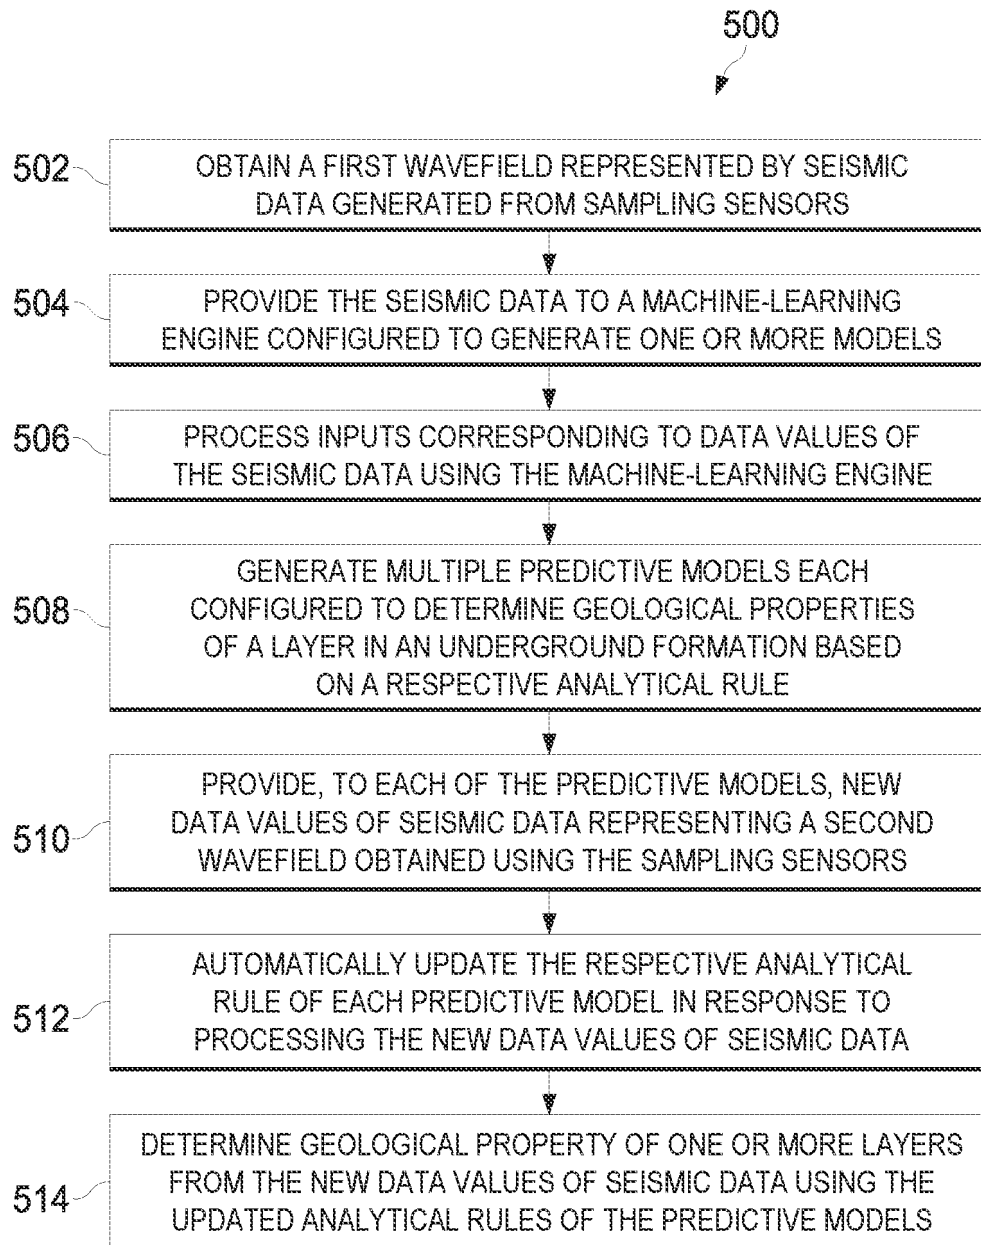 500
502
OBTAIN A FIRST WAVEFIELD REPRESENTED BY SEISMIC
DATA GENERATED FROM SAMPLING SENSORS
504
PROVIDE THE SEISMIC DATA TO A MACHINE-LEARNING
ENGINE CONFIGURED TO GENERATE ONE OR MORE MODELS
506
PROCESS INPUTS CORRESPONDING TO DATA VALUES OF
THE SEISMIC DATA USING THE MACHINE-LEARNING ENGINE
508
GENERATE MULTIPLE PREDICTIVE MODELS EACH
CONFIGURED TO DETERMINE GEOLOGICAL PROPERTIES
OF A LAYER IN AN UNDERGROUND FORMATION BASED
ON A RESPECTIVE ANALYTICAL RULE
510
PROVIDE, TO EACH OF THE PREDICTIVE MODELS, NEW
DATA VALUES OF SEISMIC DATA REPRESENTING A SECOND
WAVEFIELD OBTAINED USING THE SAMPLING SENSORS
512
AUTOMATICALLY UPDATE THE RESPECTIVE ANALYTICAL
RULE OF EACH PREDICTIVE MODEL IN RESPONSE TO
PROCESSING THE NEW DATA VALUES OF SEISMIC DATA
514
DETERMINE GEOLOGICAL PROPERTY OF ONE OR MORE LAYERS
FROM THE NEW DATA VALUES OF SEISMIC DATA USING THE
UPDATED ANALYTICAL RULES OF THE PREDICTIVE MODELS